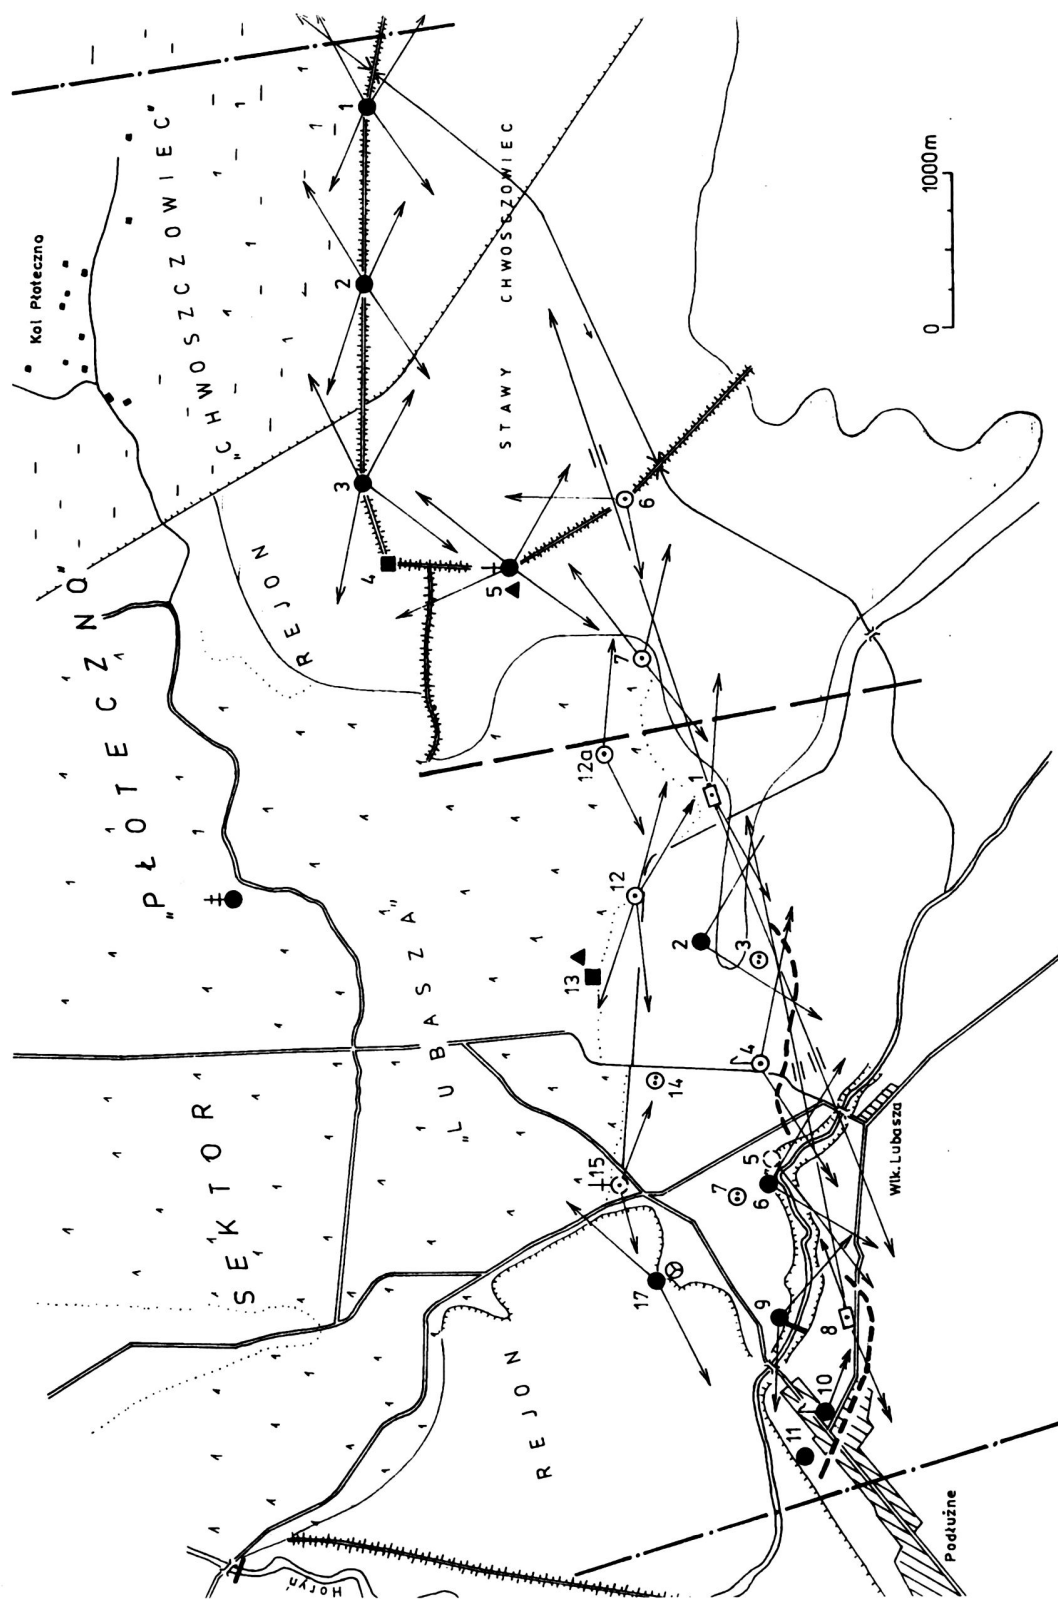 SEKTOR „PŁOTECZNO”
Kol Płoteczno
REJON „CHWOSZCZOWIEC”
REJON „LUBASZA”
STAWY CHWOSZCZOWIEC
Horyń
1
2
3
4
5
6
7
12a
12
13
14
15
17
1
2
3
4
5
6
7
8
9
10
11
Wlk. Lubasza
Podłużne
0 1000m